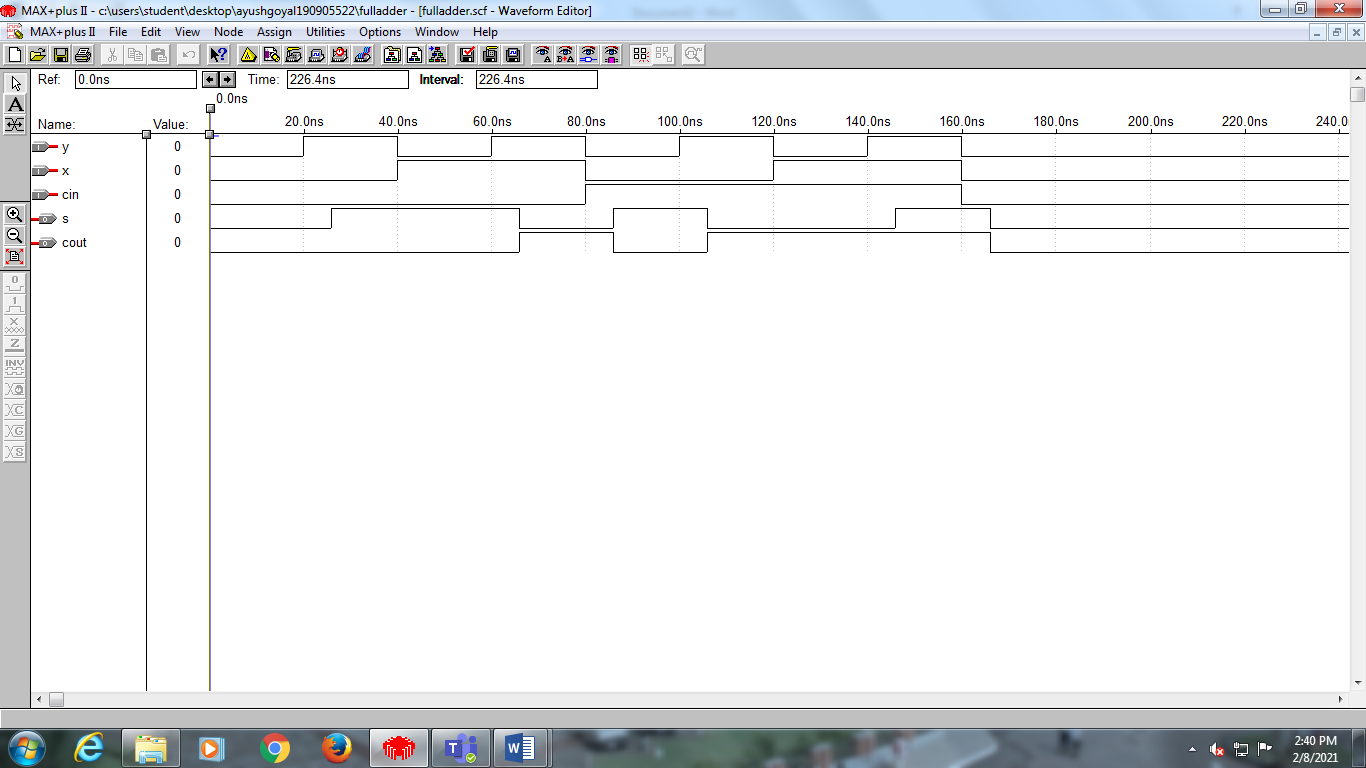 MAX+plus II - c:\users\student\desktop\ayushgoyal190905522\fulladder - [fulladder.scf - Waveform Editor]
MAX+plus II File Edit View Node Assign Utilities Options Window Help
Ref: 0.0ns Time: 226.4ns Interval: 226.4ns
0.0ns
Name: Value: 20.0ns 40.0ns 60.0ns 80.0ns 100.0ns 120.0ns 140.0ns 160.0ns 180.0ns 200.0ns 220.0ns 240.0
y 0
x 0
cin 0
s 0
cout 0
2:40 PM
2/8/2021